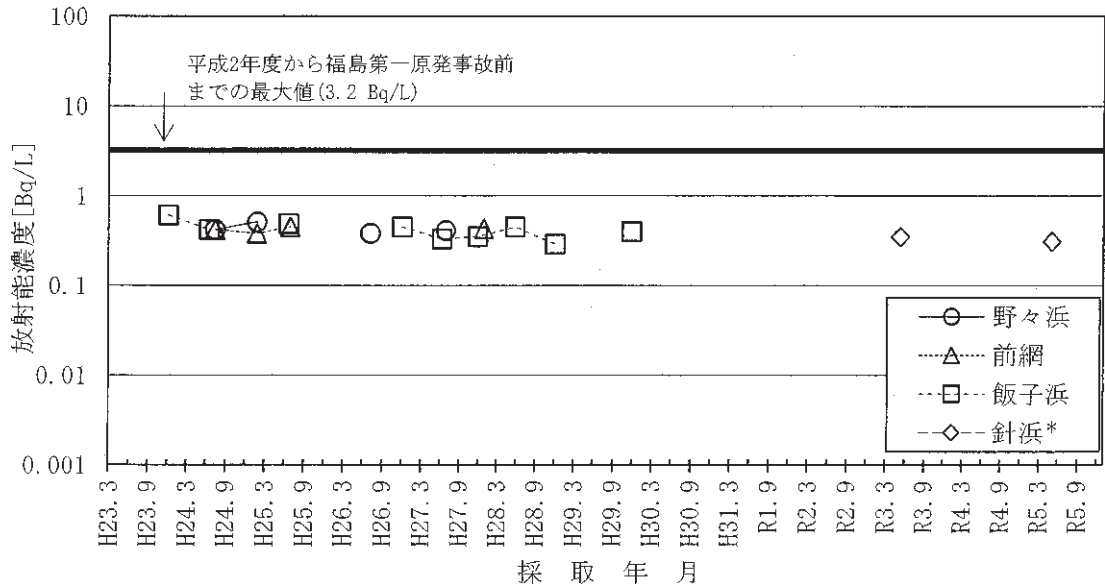 100
10
1
0.1
0.01
0.001
放射能濃度[Bq/L]
平成2年度から福島第一原発事故前
までの最大値(3.2 Bq/L)
野々浜
前網
飯子浜
針浜*
H23.3
H23.9
H24.3
H24.9
H25.3
H25.9
H26.3
H26.9
H27.3
H27.9
H28.3
H28.9
H29.3
H29.9
H30.3
H30.9
H31.3
R1.9
R2.3
R2.9
R3.3
R3.9
R4.3
R4.9
R5.3
R5.9
採取年月